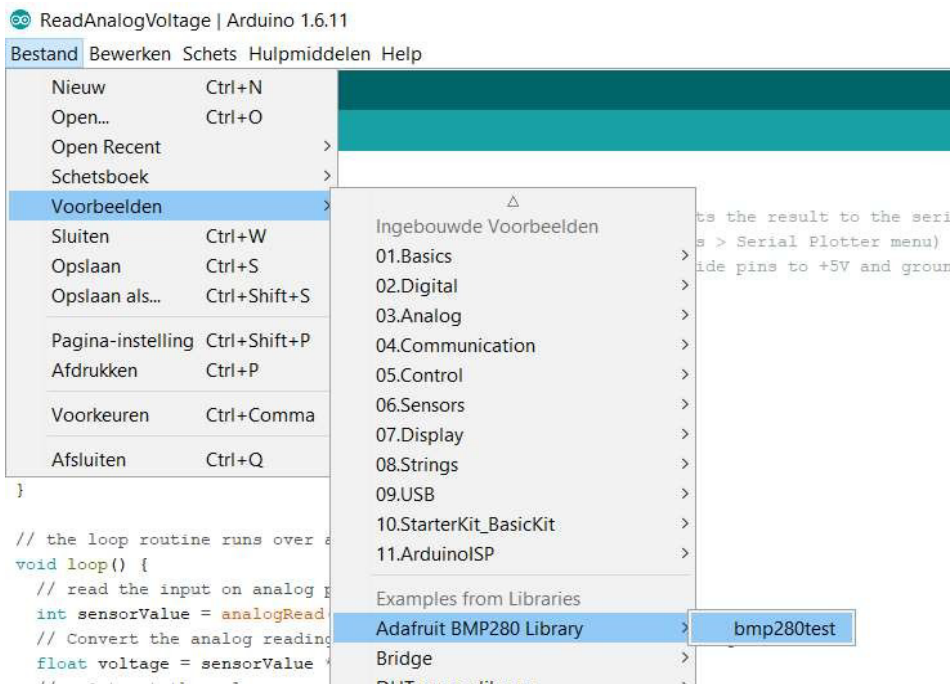 ReadAnalogVoltage | Arduino 1.6.11
Bestand Bewerken Schets Hulpmiddelen Help
Nieuw Ctrl+N
Open... Ctrl+O
Open Recent
Schetsboek
Voorbeelden
Sluiten Ctrl+W
Opslaan Ctrl+S
Opslaan als... Ctrl+Shift+S
Pagina-instelling Ctrl+Shift+P
Afdrukken Ctrl+P
Voorkeuren Ctrl+Comma
Afsluiten Ctrl+Q
Ingebouwde Voorbeelden
01.Basics
02.Digital
03.Analog
04.Communication
05.Control
06.Sensors
07.Display
08.Strings
09.USB
10.StarterKit_BasicKit
11.ArduinoISP
Examples from Libraries
Adafruit BMP280 Library
Bridge
bmp280test
the result to the
> Serial Plotter menu)
pins to +5V and
}
// the loop routine runs over
void loop() {
// read the input on analog
int sensorValue = analogRead
// Convert the analog
float voltage = sensorValue